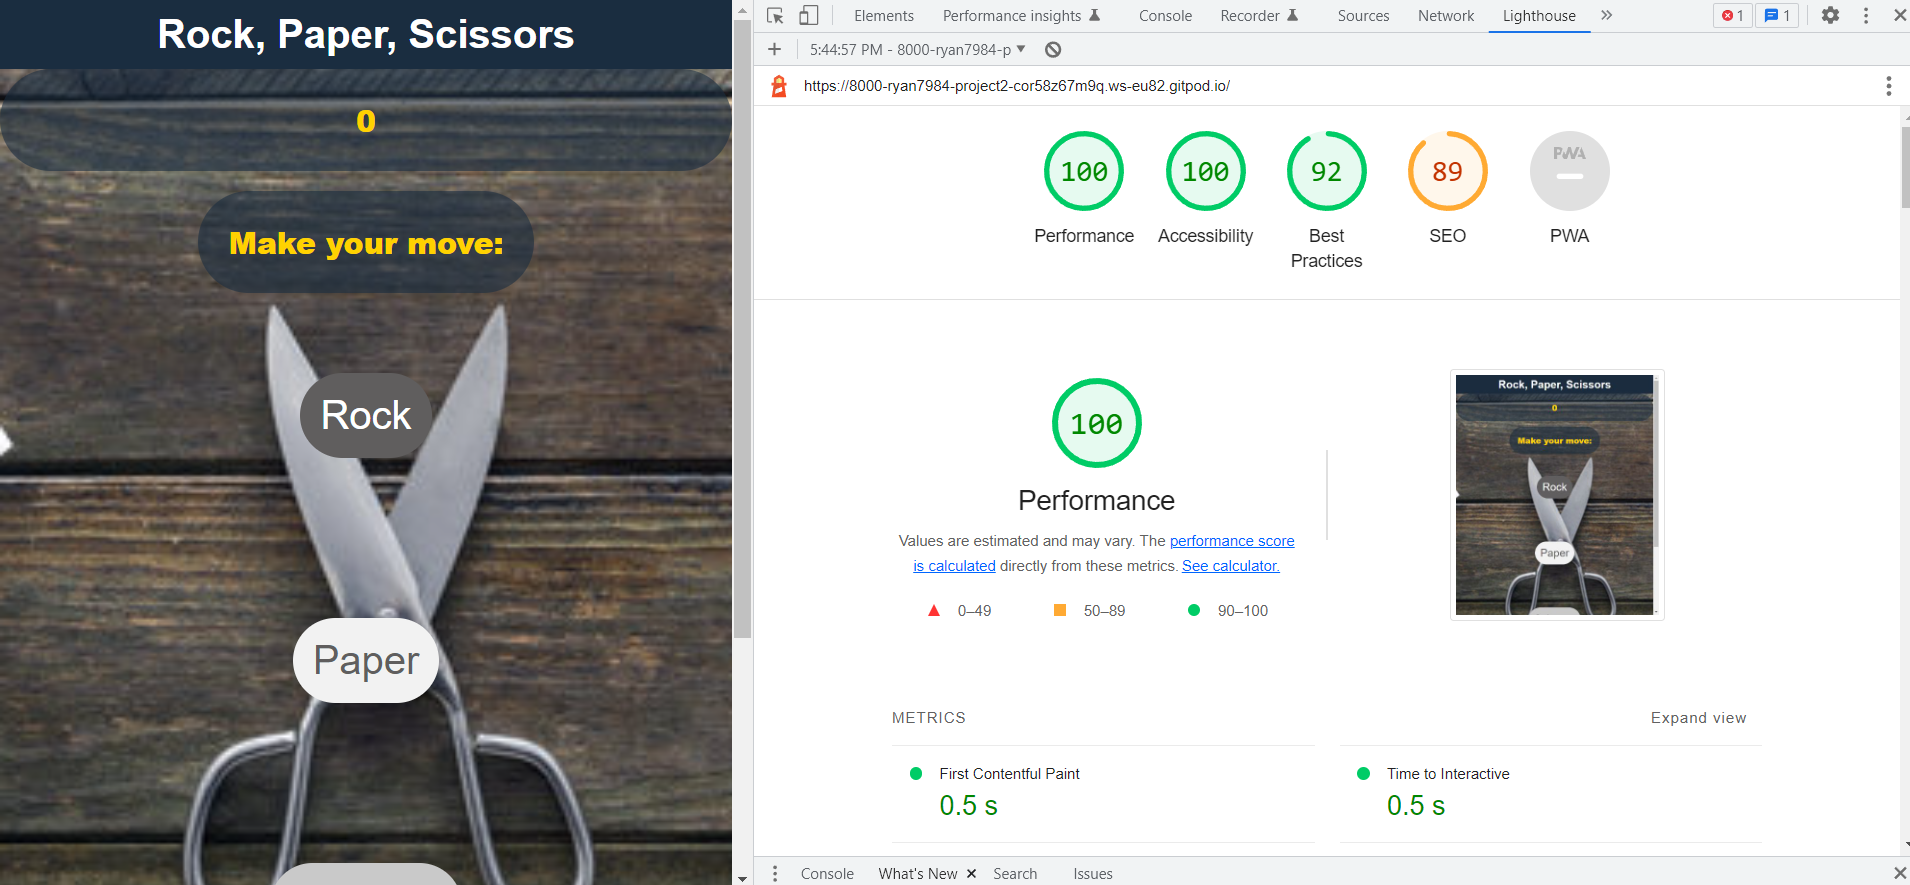 Rock, Paper, Scissors
0
Make your move:
Rock
Paper
Elements Performance insights Console Recorder Sources Network Lighthouse 1 1
5:44:57 PM - 8000-ryan7984-p
https://8000-ryan7984-project2-cor58z67m9q.ws-eu82.gitpod.io/
100 100 92 89 PWA
Performance Accessibility Best Practices SEO PWA
100
Performance
Values are estimated and may vary. The performance score
is calculated directly from these metrics. See calculator.
0–49 50–89 90–100
Rock, Paper, Scissors
0
Make your move:
Rock
Paper
METRICS Expand view
First Contentful Paint Time to Interactive
0.5 s 0.5 s
Console What's New Search Issues